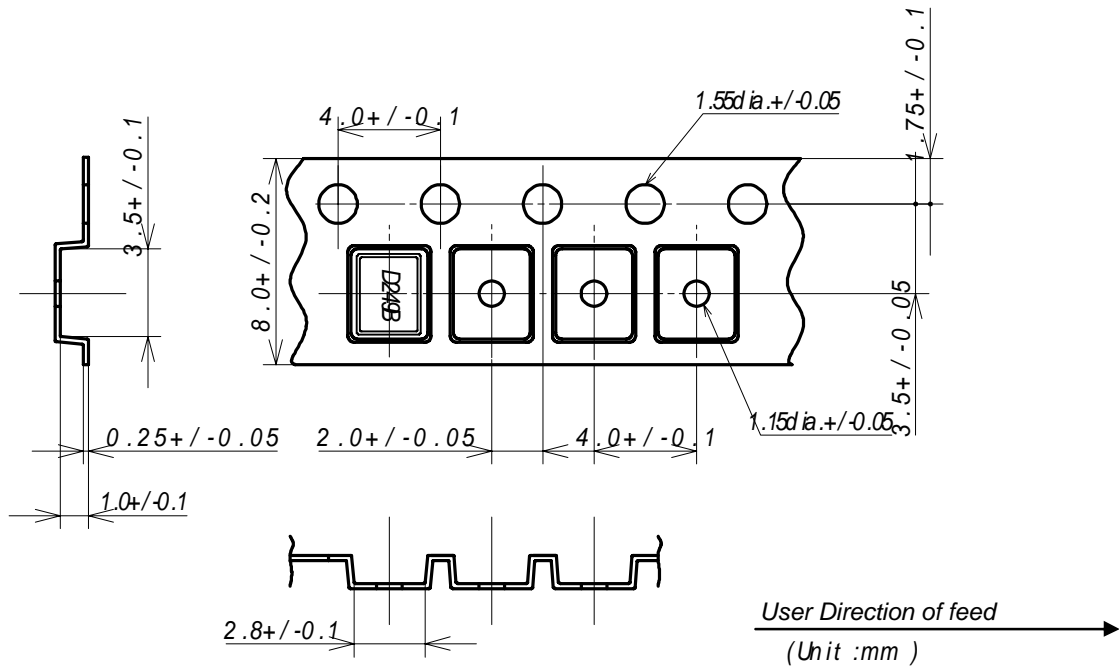 1.75+/-0.1
1.55dia.+/-0.05
4.0+/-0.1
3.5+/-0.1
8.0+/-0.2
D249B
3.5+/-0.05
1.15dia.+/-0.05
0.25+/-0.05
2.0+/-0.05
4.0+/-0.1
1.0+/-0.1
2.8+/-0.1
User Direction of feed
(Unit :mm )